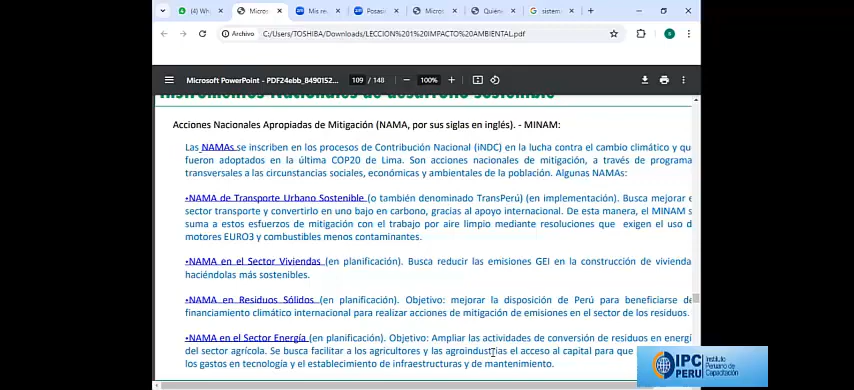 (4) Wh
Micros
Mis re
Posas
Micros
Quién
sistem
Archivo C:/Users/TOSHIBA/Downloads/LECCION%201%20IMPACTO%20AMBIENTAL.pdf
Microsoft PowerPoint - PDF24ebb_8490152... 109 / 148 100%
Acciones Nacionales Apropiadas de Mitigación (NAMA, por sus siglas en inglés). - MINAM:
Las NAMAs se inscriben en los procesos de Contribución Nacional (iNDC) en la lucha contra el cambio climático y qu
fueron adoptados en la última COP20 de Lima. Son acciones nacionales de mitigación, a través de programa
transversales a las circunstancias sociales, económicas y ambientales de la población. Algunas NAMAs:
•NAMA de Transporte Urbano Sostenible (o también denominado TransPerú) (en implementación). Busca mejorar e
sector transporte y convertirlo en uno bajo en carbono, gracias al apoyo internacional. De esta manera, el MINAM s
suma a estos esfuerzos de mitigación con el trabajo por aire limpio mediante resoluciones que exigen el uso d
motores EURO3 y combustibles menos contaminantes.
•NAMA en el Sector Viviendas (en planificación). Busca reducir las emisiones GEI en la construcción de vivienda
haciéndolas más sostenibles.
•NAMA en Residuos Sólidos (en planificación). Objetivo: mejorar la disposición de Perú para beneficiarse de
financiamiento climático internacional para realizar acciones de mitigación de emisiones en el sector de los residuos.
•NAMA en el Sector Energía (en planificación). Objetivo: Ampliar las actividades de conversión de residuos en energí
del sector agrícola. Se busca facilitar a los agricultores y las agroindustrias el acceso al capital para que
los gastos en tecnología y el establecimiento de infraestructuras y de mantenimiento.
IPC PERÚ
Instituto
Peruano de
Capacitación